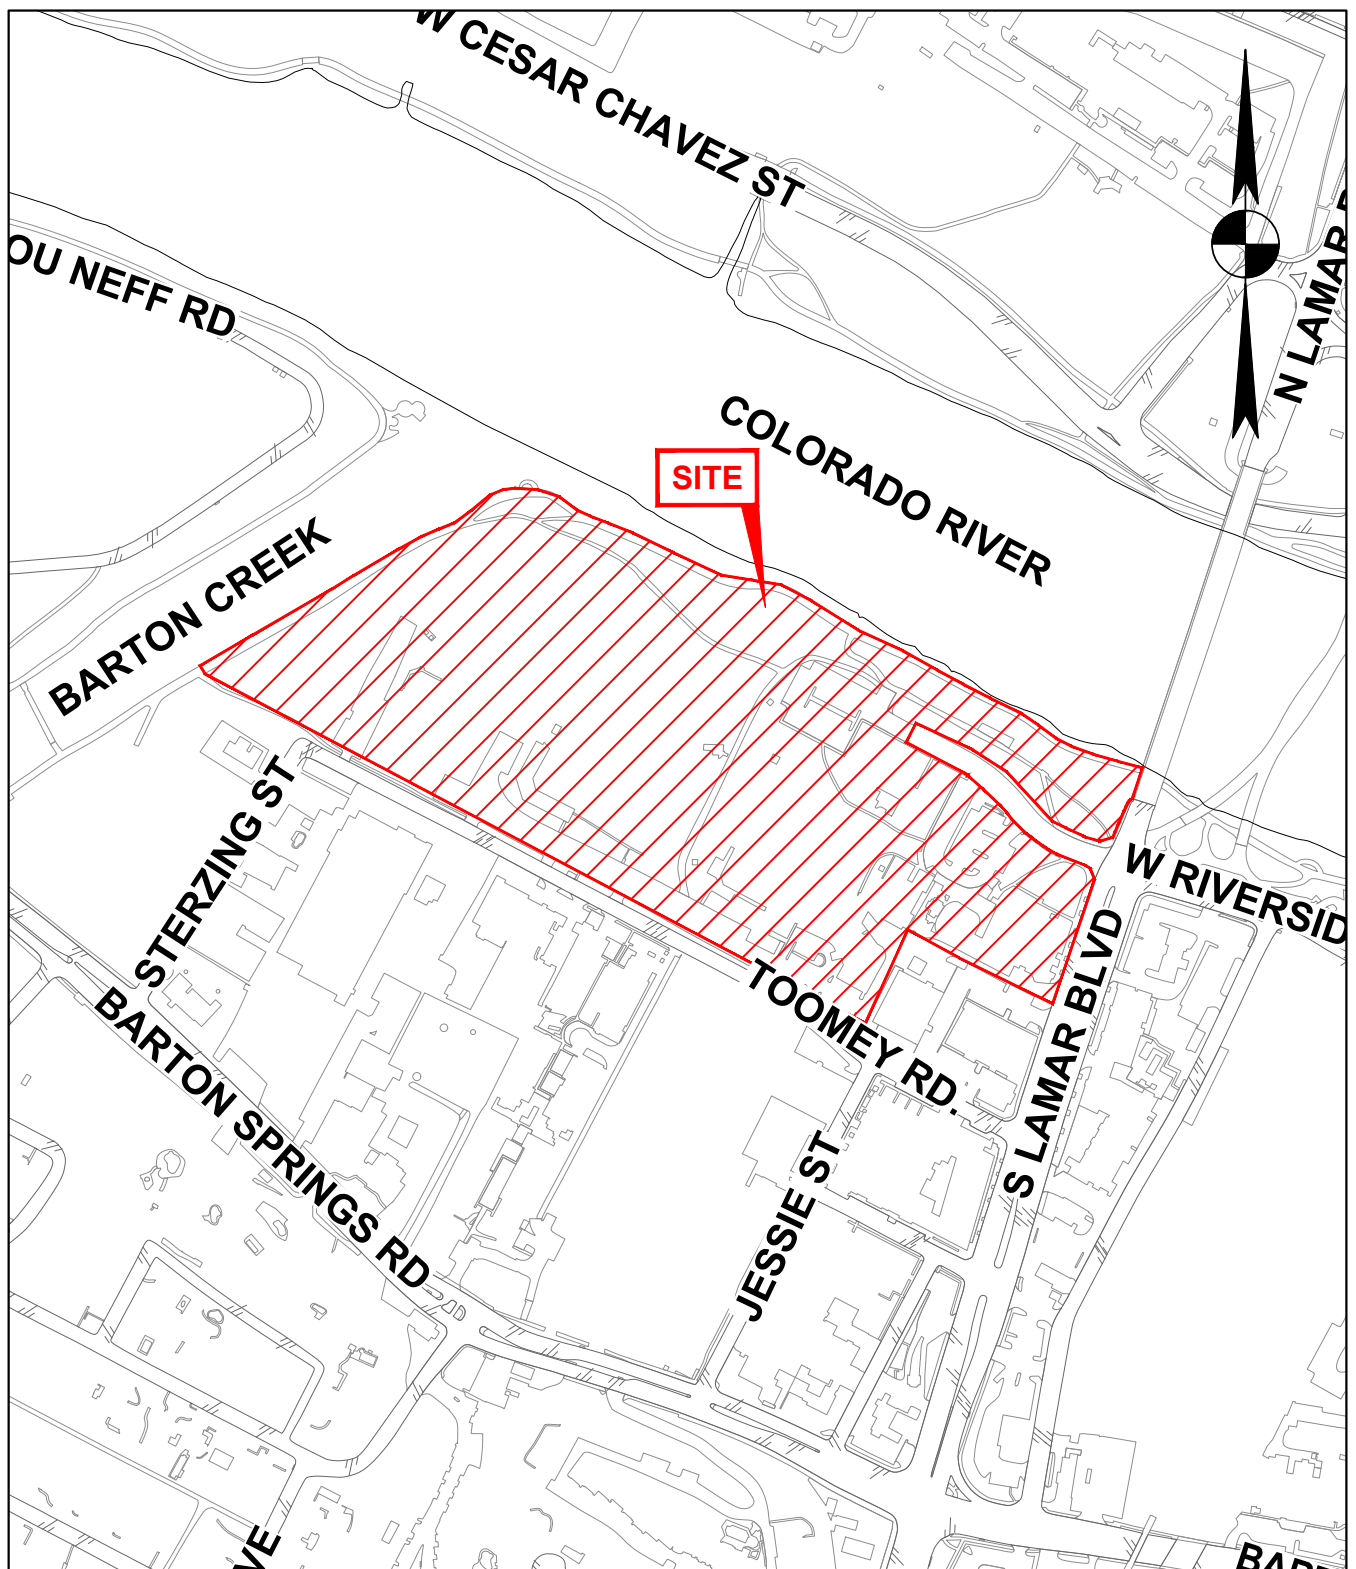 W CESAR CHAVEZ ST
OU NEFF RD
N LAMAR
COLORADO RIVER
SITE
BARTON CREEK
STERZING ST
W RIVERSID
S LAMAR BLVD
TOOMEY RD.
BARTON SPRINGS RD
JESSIE ST
VE